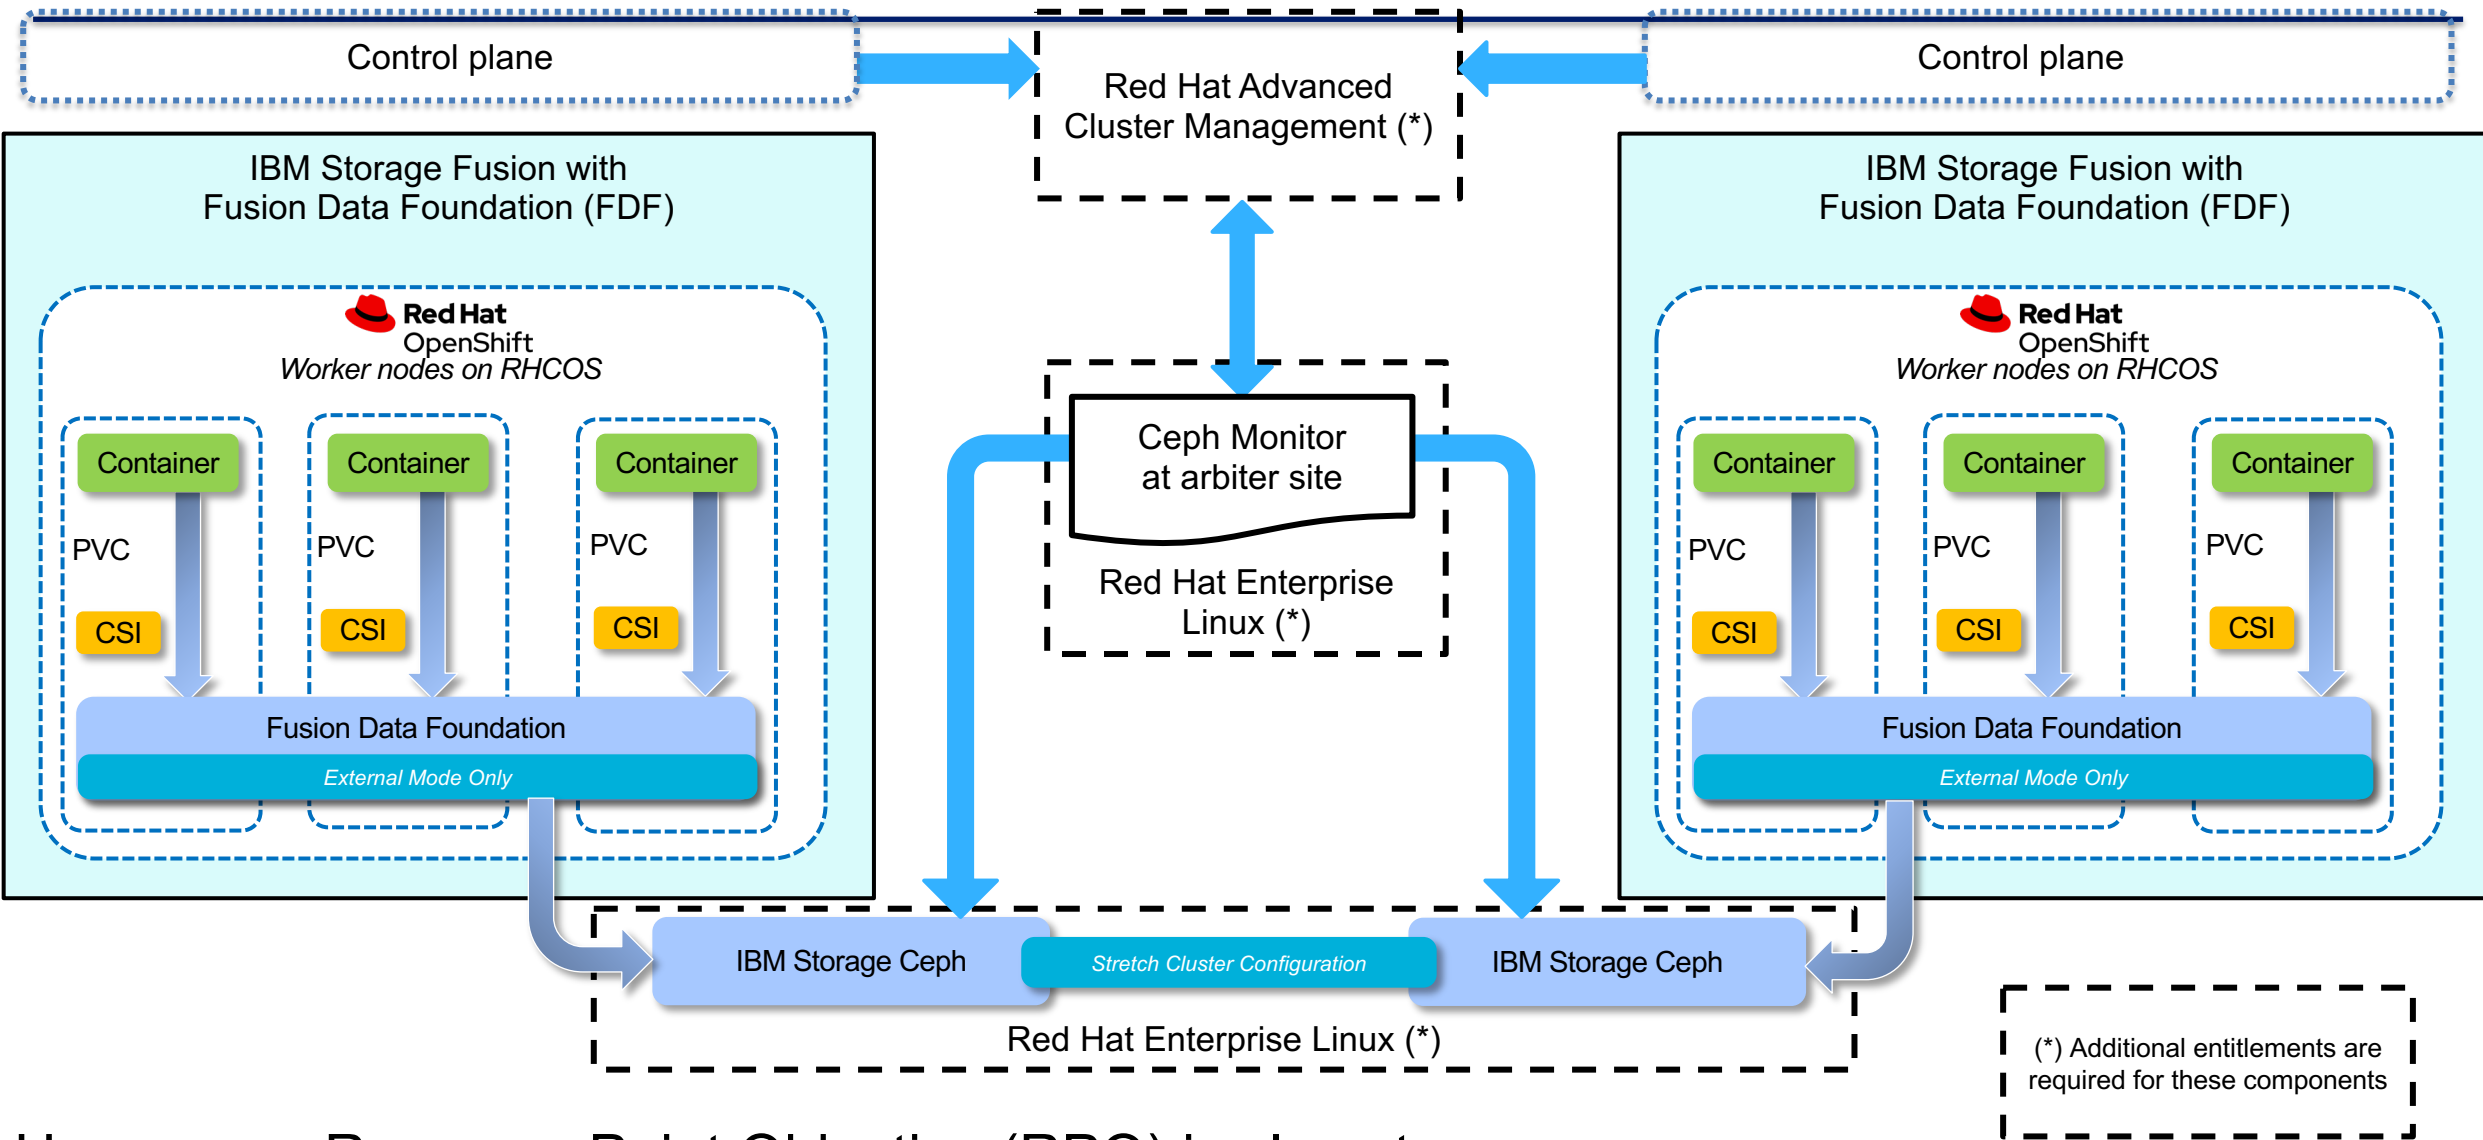 Control plane
Red Hat Advanced
Cluster Management (*)
Control plane
IBM Storage Fusion with
Fusion Data Foundation (FDF)
Red Hat
OpenShift
Worker nodes on RHCOS
Container
Container
Container
PVC
PVC
PVC
CSI
CSI
CSI
Fusion Data Foundation
External Mode Only
Ceph Monitor
at arbiter site
Red Hat Enterprise
Linux (*)
IBM Storage Fusion with
Fusion Data Foundation (FDF)
Red Hat
OpenShift
Worker nodes on RHCOS
Container
Container
Container
PVC
PVC
PVC
CSI
CSI
CSI
Fusion Data Foundation
External Mode Only
IBM Storage Ceph
Stretch Cluster Configuration
IBM Storage Ceph
Red Hat Enterprise Linux (*)
(*) Additional entitlements are
required for these components
Point Objective (RPO)